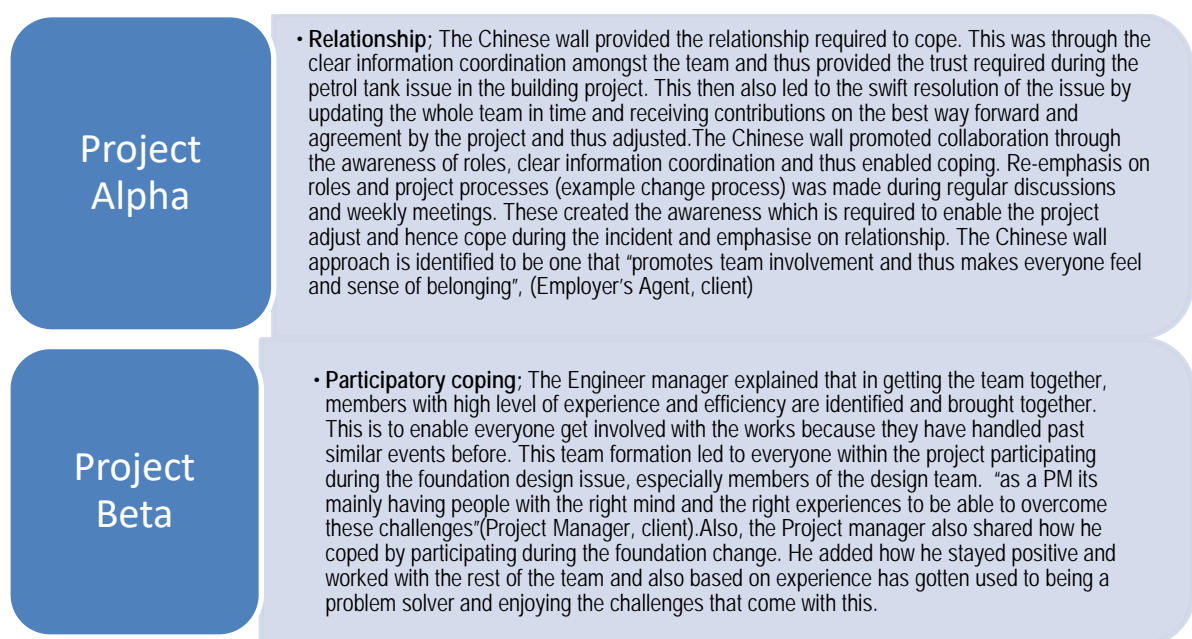 Project
Alpha
• Relationship; The Chinese wall provided the relationship required to cope. This was through the
clear information coordination amongst the team and thus provided the trust required during the
petrol tank issue in the building project. This then also led to the swift resolution of the issue by
updating the whole team in time and receiving contributions on the best way forward and
agreement by the project and thus adjusted.The Chinese wall promoted collaboration through
the awareness of roles, clear information coordination and thus enabled coping. Re-emphasis on
roles and project processes (example change process) was made during regular discussions
and weekly meetings. These created the awareness which is required to enable the project
adjust and hence cope during the incident and emphasise on relationship. The Chinese wall
approach is identified to be one that “promotes team involvement and thus makes everyone feel
and sense of belonging”, (Employer’s Agent, client)
Project
Beta
• Participatory coping; The Engineer manager explained that in getting the team together,
members with high level of experience and efficiency are identified and brought together.
This is to enable everyone get involved with the works because they have handled past
similar events before. This team formation led to everyone within the project participating
during the foundation design issue, especially members of the design team. “as a PM its
mainly having people with the right mind and the right experiences to be able to overcome
these challenges”(Project Manager, client).Also, the Project manager also shared how he
coped by participating during the foundation change. He added how he stayed positive and
worked with the rest of the team and also based on experience has gotten used to being a
problem solver and enjoying the challenges that come with this.